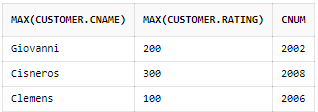 MAX(CUSTOMER.CNAME) MAX(CUSTOMER.RATING) CNUM
Giovanni 200 2002
Cisneros 300 2008
Clemens 100 2006